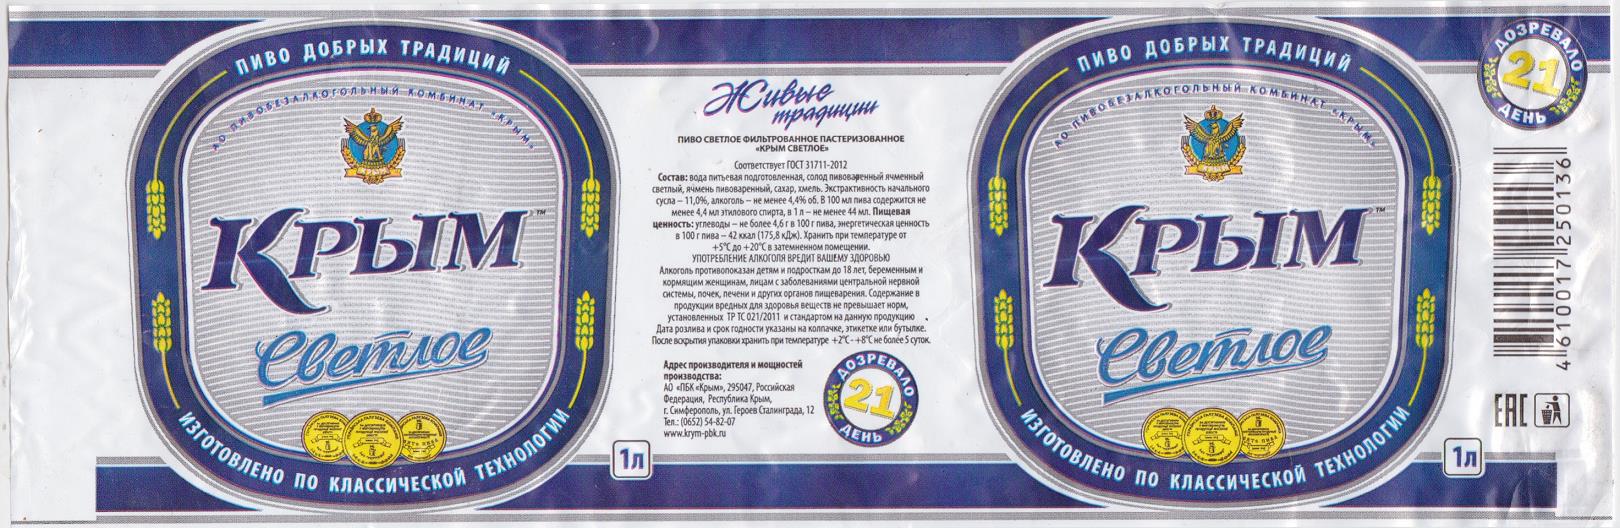 ПИВО ДОБРЫХ ТРАДИЦИЙ
АО ПИВОБЕЗАЛКОГОЛЬНЫЙ КОМБИНАТ «КРЫМ»
КРЫМ
КРЫМ™
Светлое
ИЗГОТОВЛЕНО ПО КЛАССИЧЕСКОЙ ТЕХНОЛОГИИ
1л
Живые
традиции
ПИВО СВЕТЛОЕ ФИЛЬТРОВАННОЕ ПАСТЕРИЗОВАННОЕ
«КРЫМ СВЕТЛОЕ»
Соответствует ГОСТ 31711-2012
Состав: вода питьевая подготовленная, солод пивоваренный ячменный
светлый, ячмень пивоваренный, сахар, хмель. Экстрактивность начального
сусла – 11,0%, алкоголь – не менее 4,4% об. В 100 мл пива содержится не
менее 4,4 мл этилового спирта, в 1 л – не менее 44 мл. Пищевая
ценность: углеводы – не более 4,6 г в 100 г пива, энергетическая ценность
в 100 г пива – 42 ккал (175,8 кДж). Хранить при температуре от
+5°С до +20°С в затемненном помещении.
УПОТРЕБЛЕНИЕ АЛКОГОЛЯ ВРЕДИТ ВАШЕМУ ЗДОРОВЬЮ
Алкоголь противопоказан детям и подросткам до 18 лет, беременным и
кормящим женщинам, лицам с заболеваниями центральной нервной
системы, почек, печени и других органов пищеварения. Содержание в
продукции вредных для здоровья веществ не превышает норм,
установленных ТР ТС 021/2011 и стандартом на данную продукцию
Дата розлива и срок годности указаны на колпачке, этикетке или бутылке.
После вскрытия упаковки хранить при температуре +2°С - +8°С не более 5 суток.
Адрес производителя и мощностей
производства:
АО «ПБК «Крым», 295047, Российская
Федерация, Республика Крым,
г. Симферополь, ул. Героев Сталинграда, 12
Тел.: (0652) 54-82-07
www.krym-pbk.ru
ДОЗРЕВАЛО
21
ДЕНЬ
ПИВО ДОБРЫХ ТРАДИЦИЙ
АО ПИВОБЕЗАЛКОГОЛЬНЫЙ КОМБИНАТ «КРЫМ»
КРЫМ
КРЫМ™
Светлое
ИЗГОТОВЛЕНО ПО КЛАССИЧЕСКОЙ ТЕХНОЛОГИИ
1л
ДОЗРЕВАЛО
21
ДЕНЬ
4 610017 250136
EAC